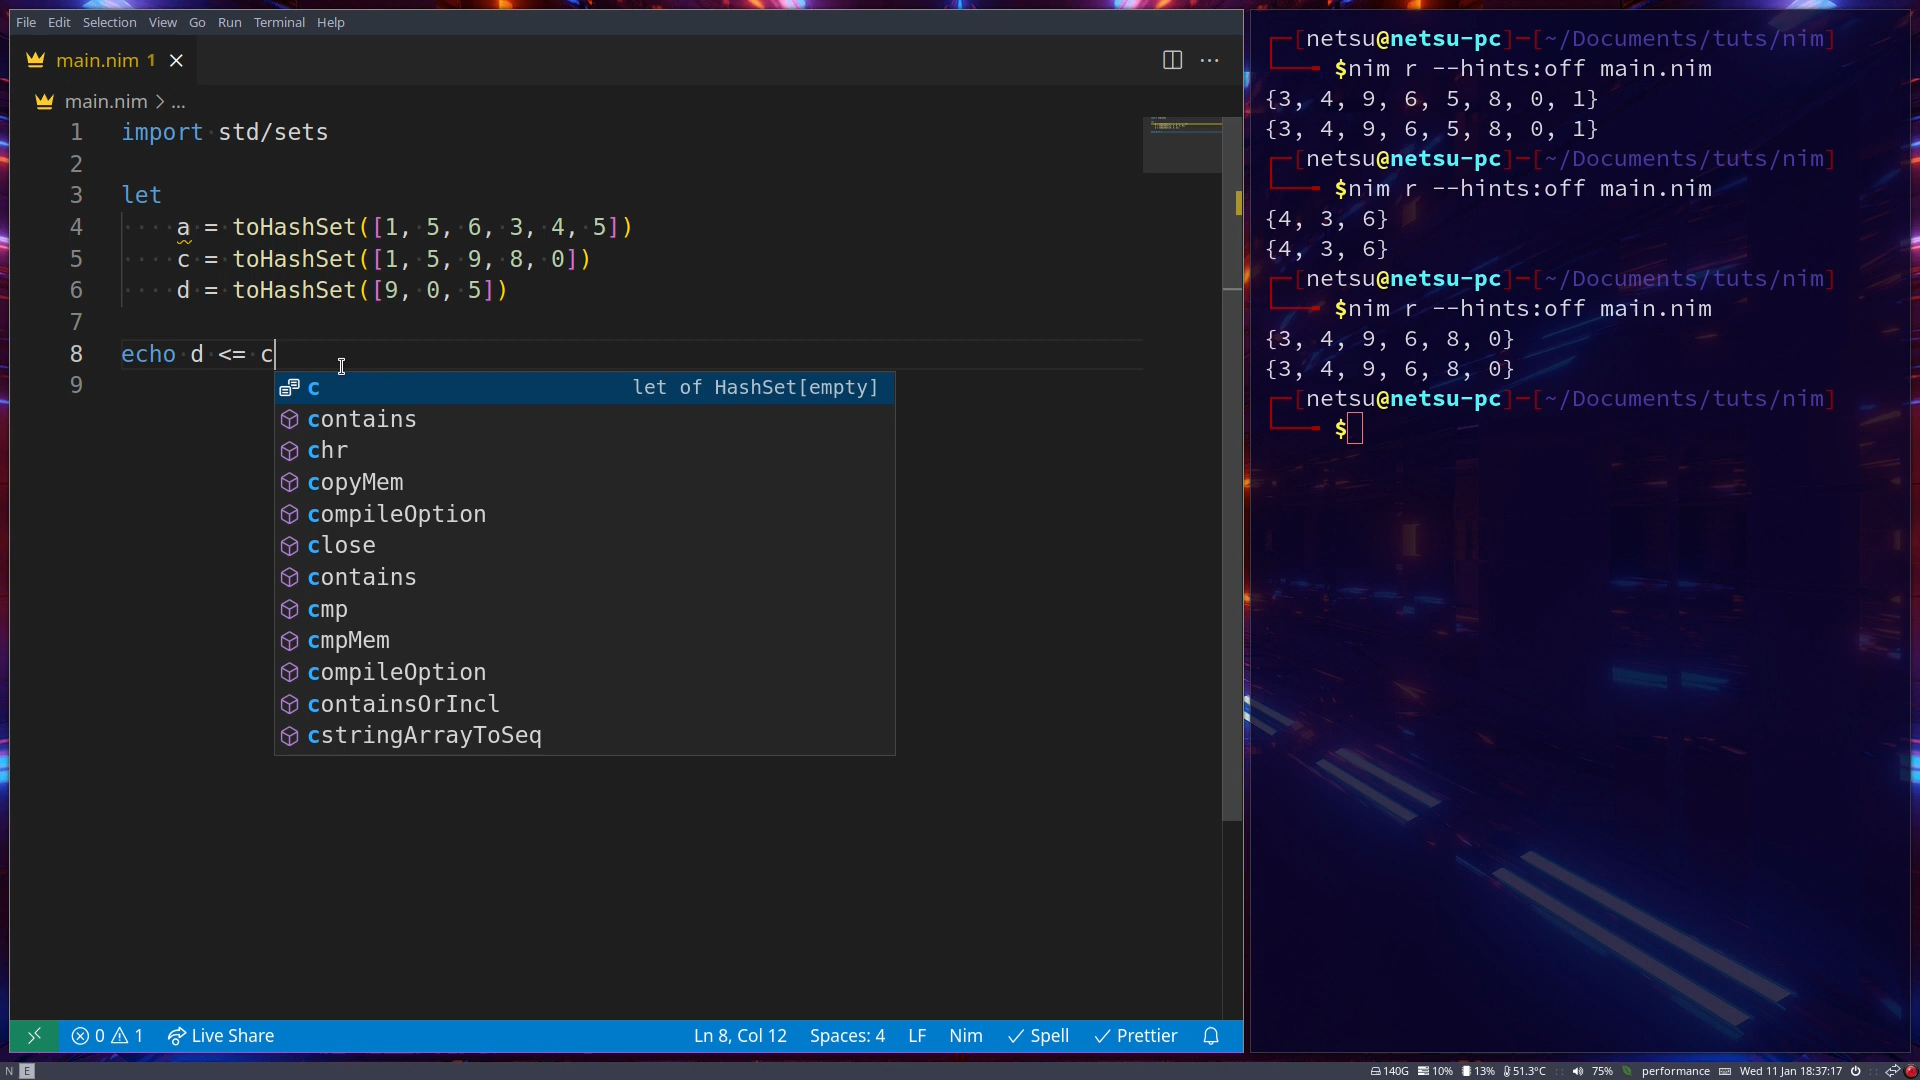 File Edit Selection View Go Run Terminal Help
main.nim 1
main.nim > ...
1 import std/sets
2
3 let
4 a = toHashSet([1, 5, 6, 3, 4, 5])
5 c = toHashSet([1, 5, 9, 8, 0])
6 d = toHashSet([9, 0, 5])
7
8 echo d <= c
9
c let of HashSet[empty]
contains
chr
copyMem
compileOption
close
contains
cmp
cmpMem
compileOption
containsOrIncl
cstringArrayToSeq
0 1 Live Share Ln 8, Col 12 Spaces: 4 LF Nim Spell Prettier
[netsu@netsu-pc]-[~/Documents/tuts/nim]
$nim r --hints:off main.nim
{3, 4, 9, 6, 5, 8, 0, 1}
{3, 4, 9, 6, 5, 8, 0, 1}
[netsu@netsu-pc]-[~/Documents/tuts/nim]
$nim r --hints:off main.nim
{4, 3, 6}
{4, 3, 6}
[netsu@netsu-pc]-[~/Documents/tuts/nim]
$nim r --hints:off main.nim
{3, 4, 9, 6, 8, 0}
{3, 4, 9, 6, 8, 0}
[netsu@netsu-pc]-[~/Documents/tuts/nim]
$
N E 140G 10% 13% 51.3°C 75% performance Wed 11 Jan 18:37:17